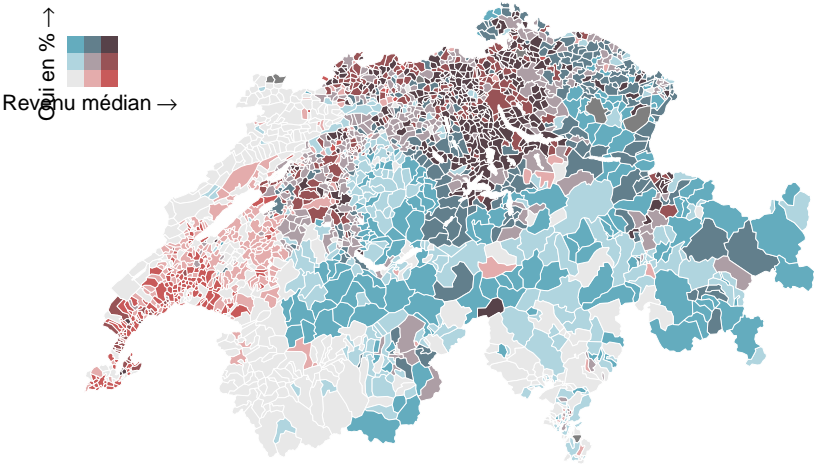 Oui en % →
Revenu médian →